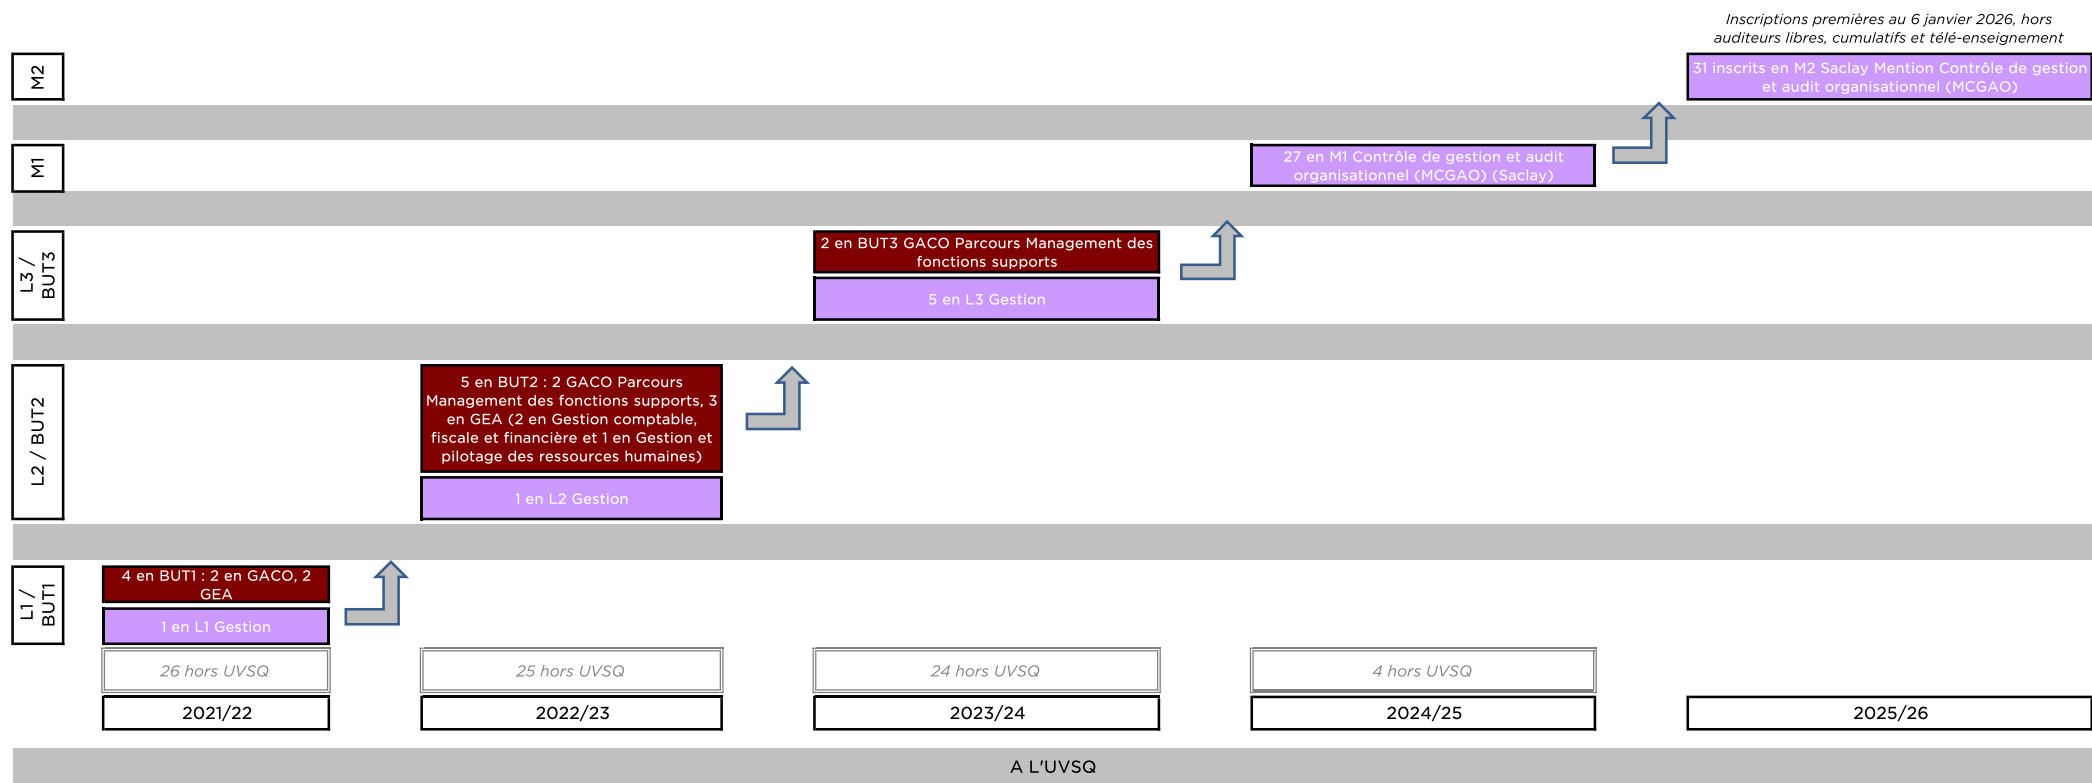 Inscriptions premières au 6 janvier 2026, hors
auditeurs libres, cumulatifs et télé-enseignement
M2
31 inscrits en M2 Saclay Mention Contrôle de gestion
et audit organisationnel (MCGAO)
M1
27 en M1 Contrôle de gestion et audit
organisationnel (MCGAO) (Saclay)
L3 /
BUT3
2 en BUT3 GACO Parcours Management des
fonctions supports
5 en L3 Gestion
L2 / BUT2
5 en BUT2 : 2 GACO Parcours
Management des fonctions supports, 3
en GEA (2 en Gestion comptable,
fiscale et financière et 1 en Gestion et
pilotage des ressources humaines)
1 en L2 Gestion
L1 /
BUT1
4 en BUT1 : 2 en GACO, 2
GEA
1 en L1 Gestion
26 hors UVSQ
25 hors UVSQ
24 hors UVSQ
4 hors UVSQ
2021/22
2022/23
2023/24
2024/25
2025/26
A L'UVSQ